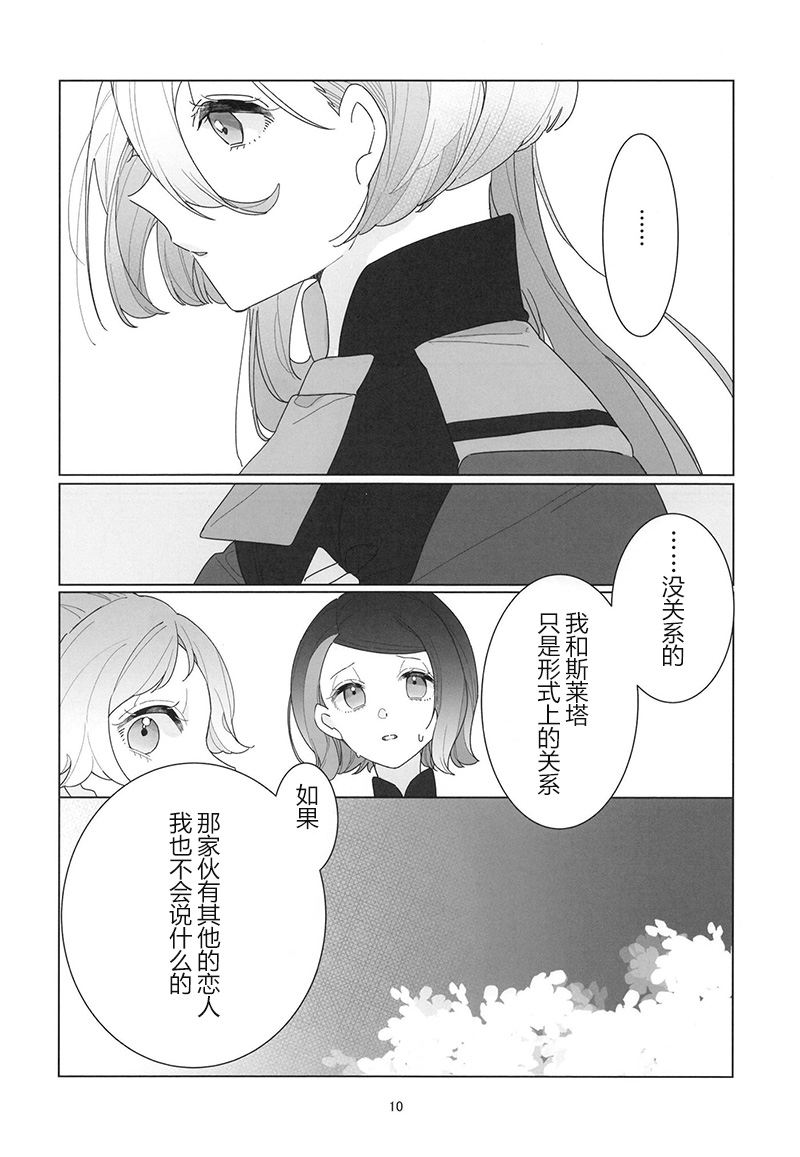 ……
……没关系的
我和斯莱塔
只是形式上的关系
如果
那家伙有其他的恋人
我也不会说什么的
10